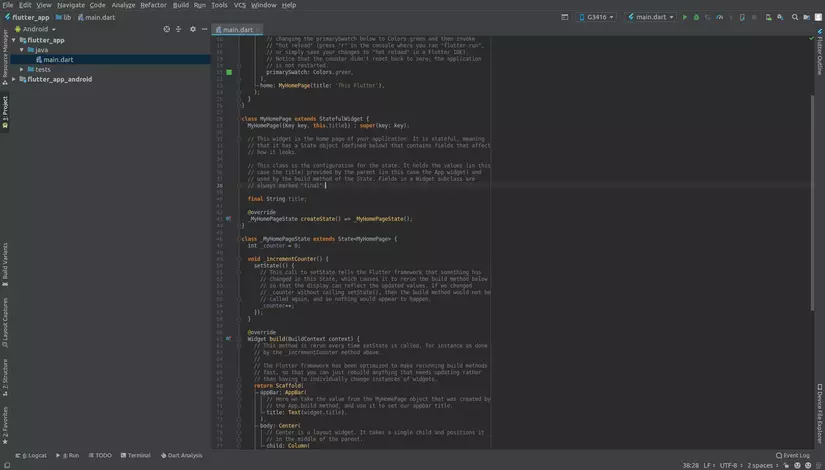 File Edit View Navigate Code Analyze Refactor Build Run Tools VCS Window Help
flutter_app lib main.dart
G3416 main.dart
Android
main.dart
flutter_app
java
main.dart
tests
flutter_app_android
Resource Manager
1: Project
Build Variants
Layout Captures
Z: Structure
2: Favorites
// changing the primarySwatch below to Colors.green and then invoke
// "hot reload" (press "r" in the console where you ran "flutter run",
// or simply save your changes to "hot reload" in a Flutter IDE).
// Notice that the counter didn't reset back to zero; the application
// is not restarted.
primarySwatch: Colors.green,
),
home: MyHomePage(title: 'This Flutter'),
);
}
}
class MyHomePage extends StatefulWidget {
MyHomePage({Key key, this.title}) : super(key: key);
// This widget is the home page of your application. It is stateful, meaning
// that it has a State object (defined below) that contains fields that affect
// how it looks.
// This class is the configuration for the state. It holds the values (in this
// case the title) provided by the parent (in this case the App widget) and
// used by the build method of the State. Fields in a Widget subclass are
// always marked "final".
final String title;
@override
_MyHomePageState createState() => _MyHomePageState();
}
class _MyHomePageState extends State<MyHomePage> {
int _counter = 0;
void _incrementCounter() {
setState(() {
// This call to setState tells the Flutter framework that something has
// changed in this State, which causes it to rerun the build method below
// so that the display can reflect the updated values. If we changed
// _counter without calling setState(), then the build method would not be
// called again, and so nothing would appear to happen.
_counter++;
});
}
@override
Widget build(BuildContext context) {
// This method is rerun every time setState is called, for instance as done
// by the _incrementCounter method above.
//
// The Flutter framework has been optimized to make rerunning build methods
// fast, so that you can just rebuild anything that needs updating rather
// than having to individually change instances of widgets.
return Scaffold(
appBar: AppBar(
// Here we take the value from the MyHomePage object that was created by
// the App.build method, and use it to set our appbar title.
title: Text(widget.title),
),
body: Center(
// Center is a layout widget. It takes a single child and positions it
// in the middle of the parent.
child: Column(
Flutter Outline
Device File Explorer
6: Logcat 4: Run TODO Terminal Dart Analysis Event Log
38:28 LF UTF-8 2 spaces